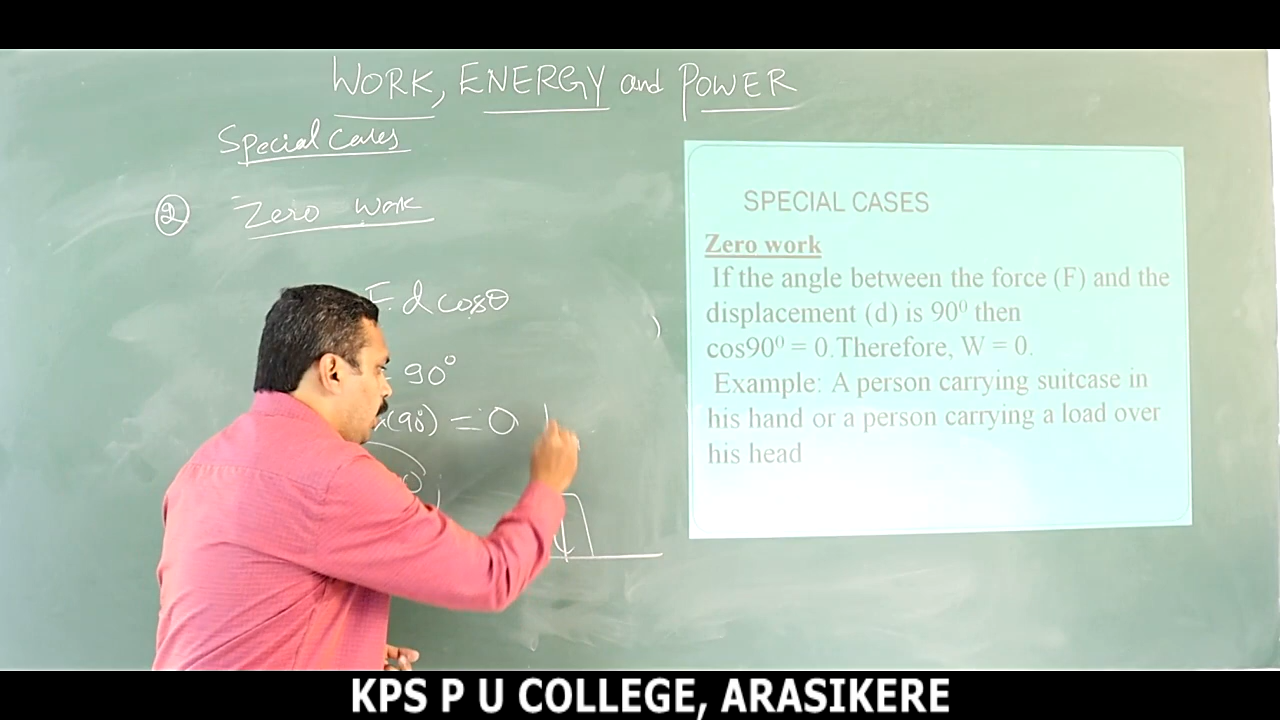 WORK, ENERGY and POWER
Special Cases
② Zero work
F d cosθ
= 90°
(90°) = 0
SPECIAL CASES
Zero work
If the angle between the force (F) and the
displacement (d) is 90⁰ then
cos90⁰ = 0.Therefore, W = 0.
Example: A person carrying suitcase in
his hand or a person carrying a load over
his head
KPS P U COLLEGE, ARASIKERE